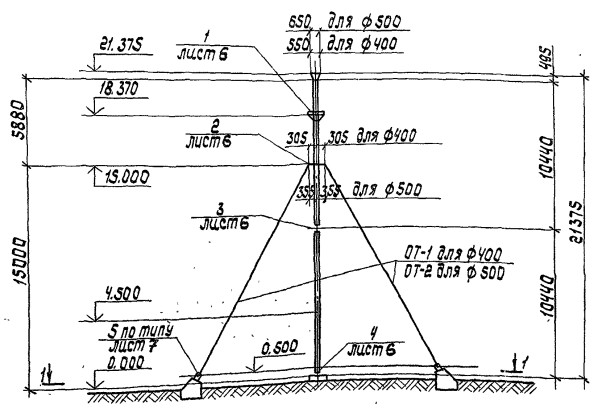 650 для ф500
550 для ф400
21.375
1
лист 6
495
18.370
5880
2
лист 6
305 305 для ф400
10440
15.000
355 355 для ф500
21375
3
лист 6
15000
ОТ-1 для ф400
ОТ-2 для ф500
4.500
10440
5 по типу
лист 7
0.500
4
лист 6
0.000
1
1